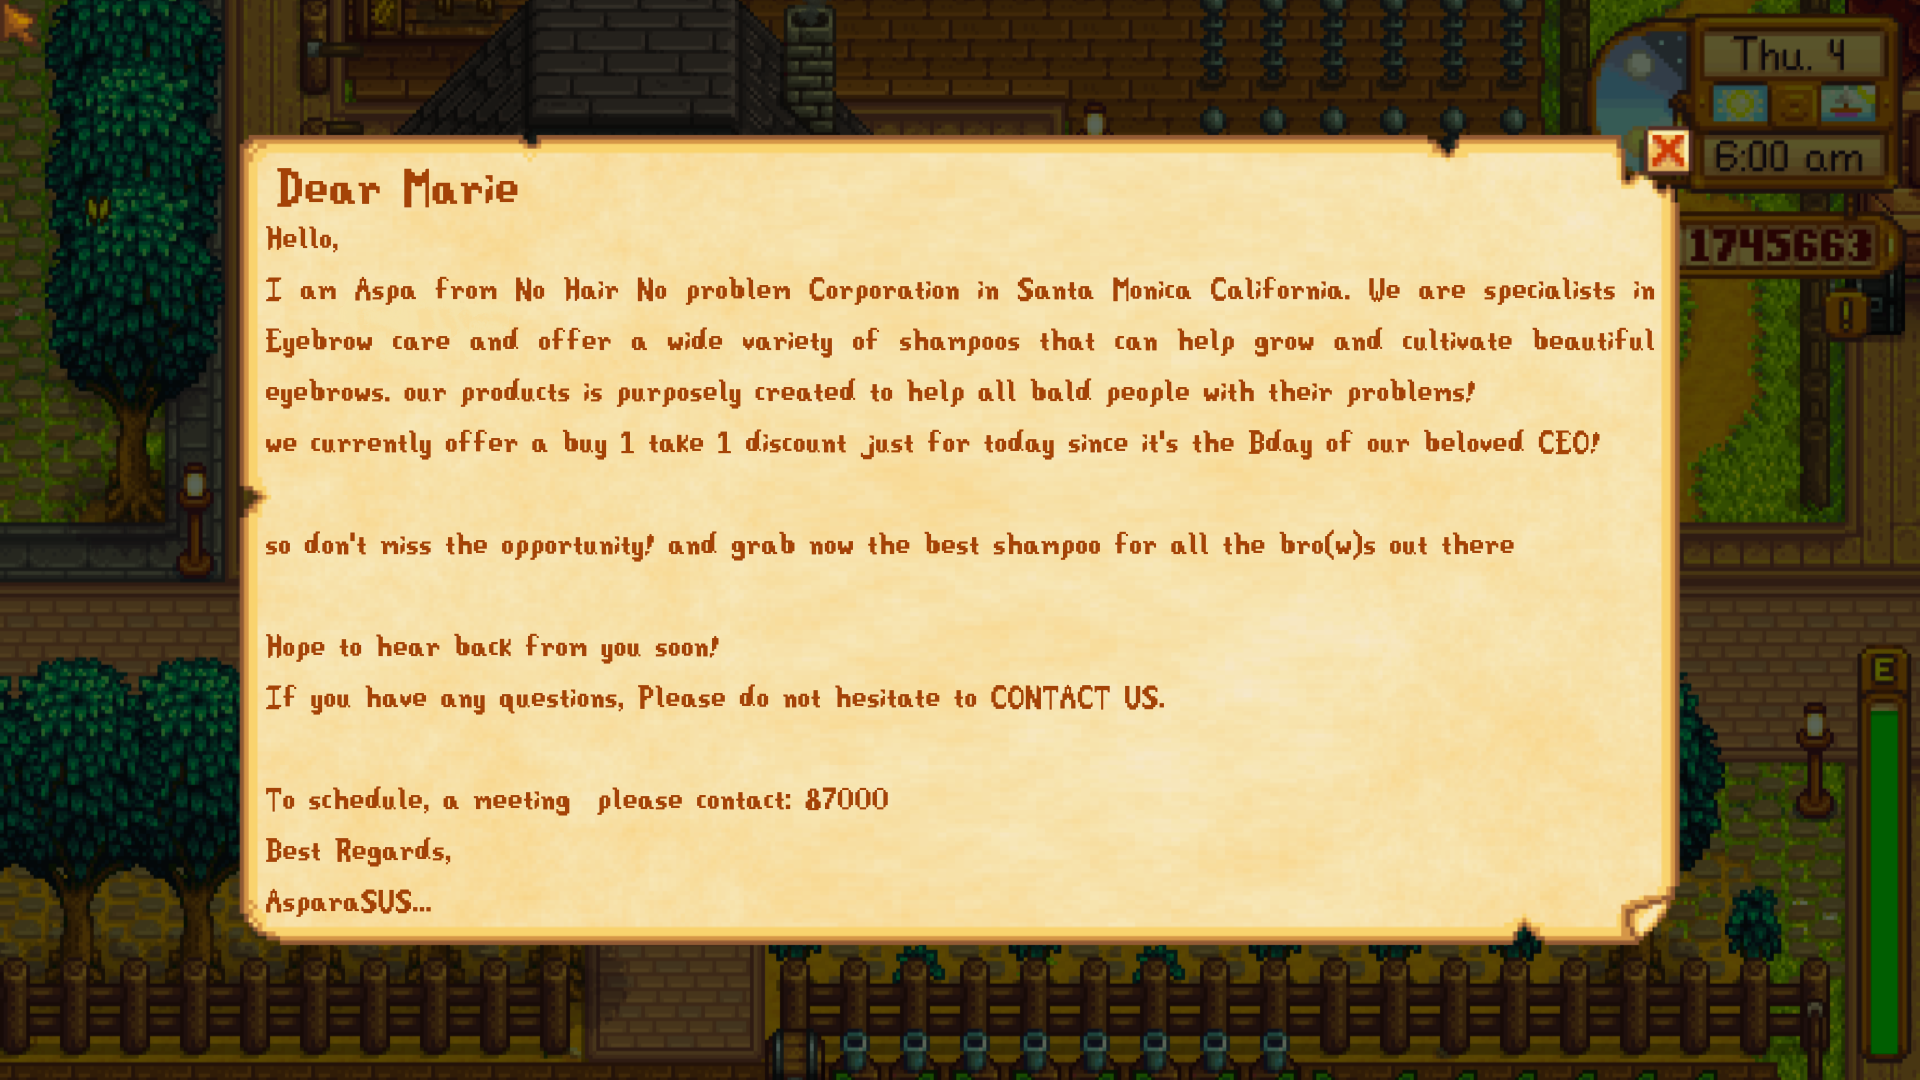 Thu. 4
6:00 am
1745663
Dear Marie
Hello,
I am Aspa from No Hair No problem Corporation in Santa Monica California. We are specialists in
Eyebrow care and offer a wide variety of shampoos that can help grow and cultivate beautiful
eyebrows. our products is purposely created to help all bald people with their problems!
we currently offer a buy 1 take 1 discount just for today since it's the Bday of our beloved CEO!
so don't miss the opportunity! and grab now the best shampoo for all the bro(w)s out there
Hope to hear back from you soon!
If you have any questions, Please do not hesitate to CONTACT US.
To schedule, a meeting  please contact: 87000
Best Regards,
AsparaSUS...
E